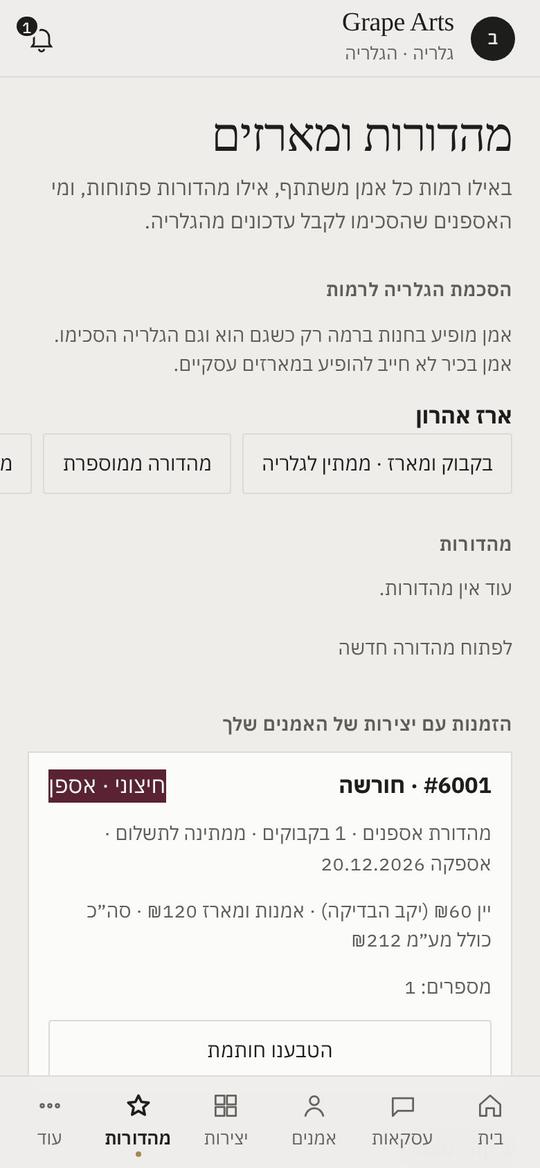 1
Grape Arts
ב
גלריה · הגלריה
מהדורות ומארזים
באילו רמות כל אמן משתתף, אילו מהדורות פתוחות, ומי
האספנים שהסכימו לקבל עדכונים מהגלריה.
הסכמת הגלריה לרמות
אמן מופיע בחנות ברמה רק כשגם הוא וגם הגלריה הסכימו.
אמן בכיר לא חייב להופיע במארזים עסקיים.
ארז אהרון
בקבוק ומארז · ממתין לגלריה
מהדורה ממוספרת
מהדורות
עוד אין מהדורות.
לפתוח מהדורה חדשה
הזמנות עם יצירות של האמנים שלך
#6001 · חורשה
חיצוני · אספן
מהדורת אספנים · 1 בקבוקים · ממתינה לתשלום ·
אספקה 20.12.2026
יין ₪60 (יקב הבדיקה) · אמנות ומארז ₪120 · סה״כ
כולל מע״מ ₪212
מספרים: 1
הטבענו חותמת
בית
עסקאות
אמנים
יצירות
מהדורות
עוד